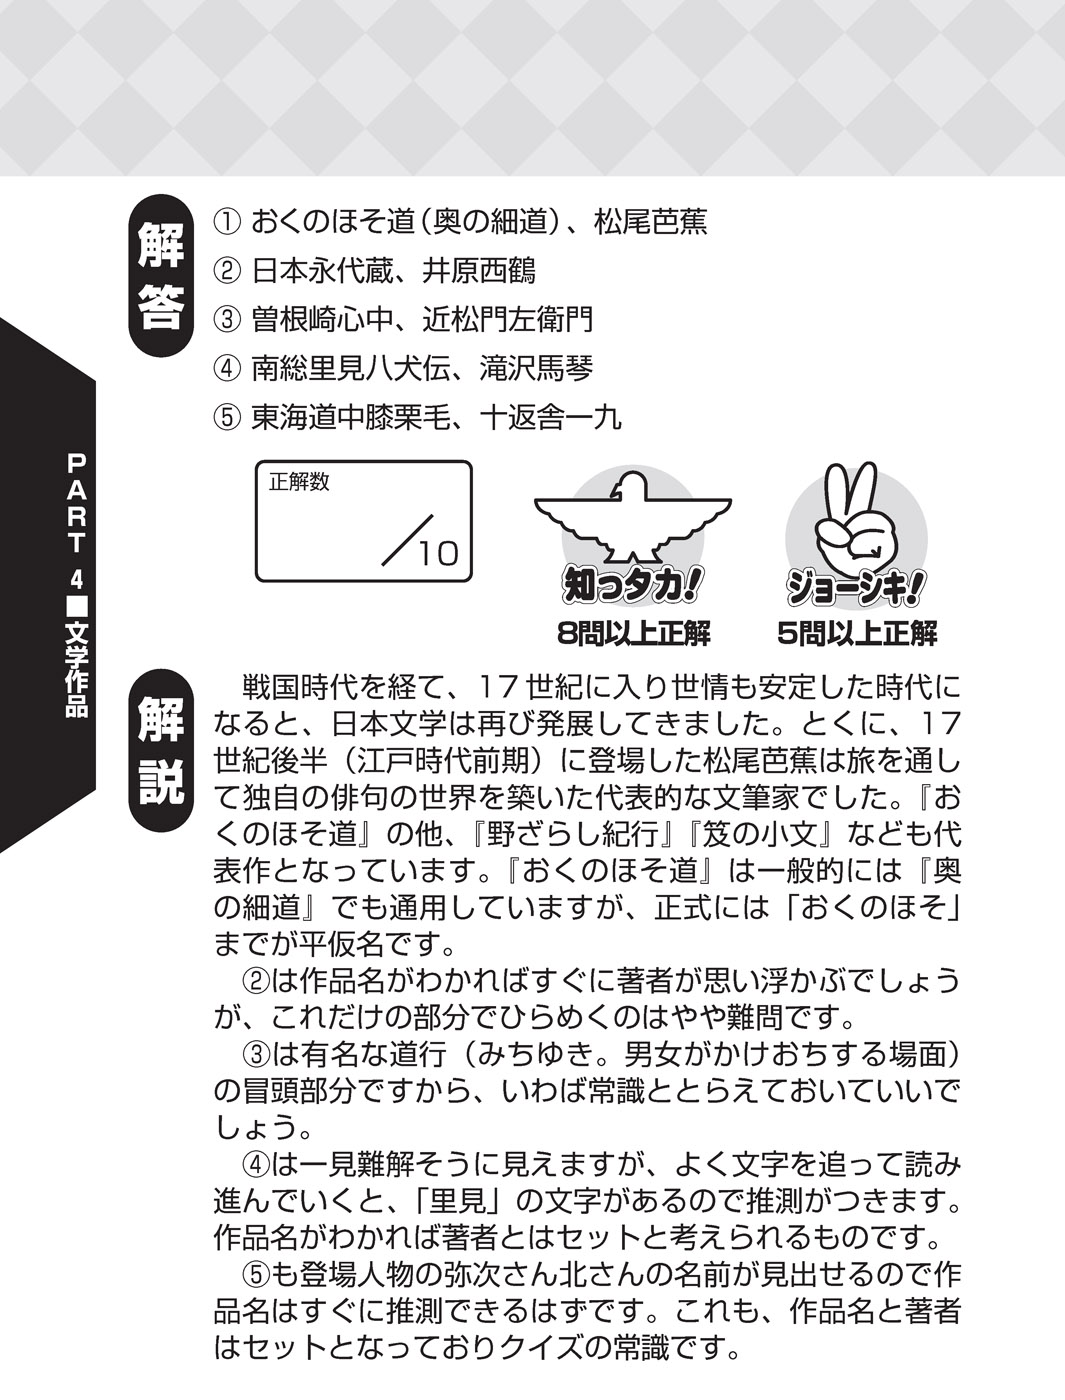 解答
① おくのほそ道（奥の細道）、松尾芭蕉
② 日本永代蔵、井原西鶴
③ 曽根崎心中、近松門左衛門
④ 南総里見八犬伝、滝沢馬琴
⑤ 東海道中膝栗毛、十返舎一九
正解数
／10
知っタカ！
8問以上正解
ジョーシキ！
5問以上正解
PART 4■文学作品
解説
　戦国時代を経て、17世紀に入り世情も安定した時代に
なると、日本文学は再び発展してきました。とくに、17
世紀後半（江戸時代前期）に登場した松尾芭蕉は旅を通し
て独自の俳句の世界を築いた代表的な文筆家でした。『お
くのほそ道』の他、『野ざらし紀行』『笈の小文』なども代
表作となっています。『おくのほそ道』は一般的には『奥
の細道』でも通用していますが、正式には「おくのほそ」
までが平仮名です。
　②は作品名がわかればすぐに著者が思い浮かぶでしょう
が、これだけの部分でひらめくのはやや難問です。
　③は有名な道行（みちゆき。男女がかけおちする場面）
の冒頭部分ですから、いわば常識ととらえておいていいで
しょう。
　④は一見難解そうに見えますが、よく文字を追って読み
進んでいくと、「里見」の文字があるので推測がつきます。
作品名がわかれば著者とはセットと考えられるものです。
　⑤も登場人物の弥次さん北さんの名前が見出せるので作
品名はすぐに推測できるはずです。これも、作品名と著者
はセットとなっておりクイズの常識です。